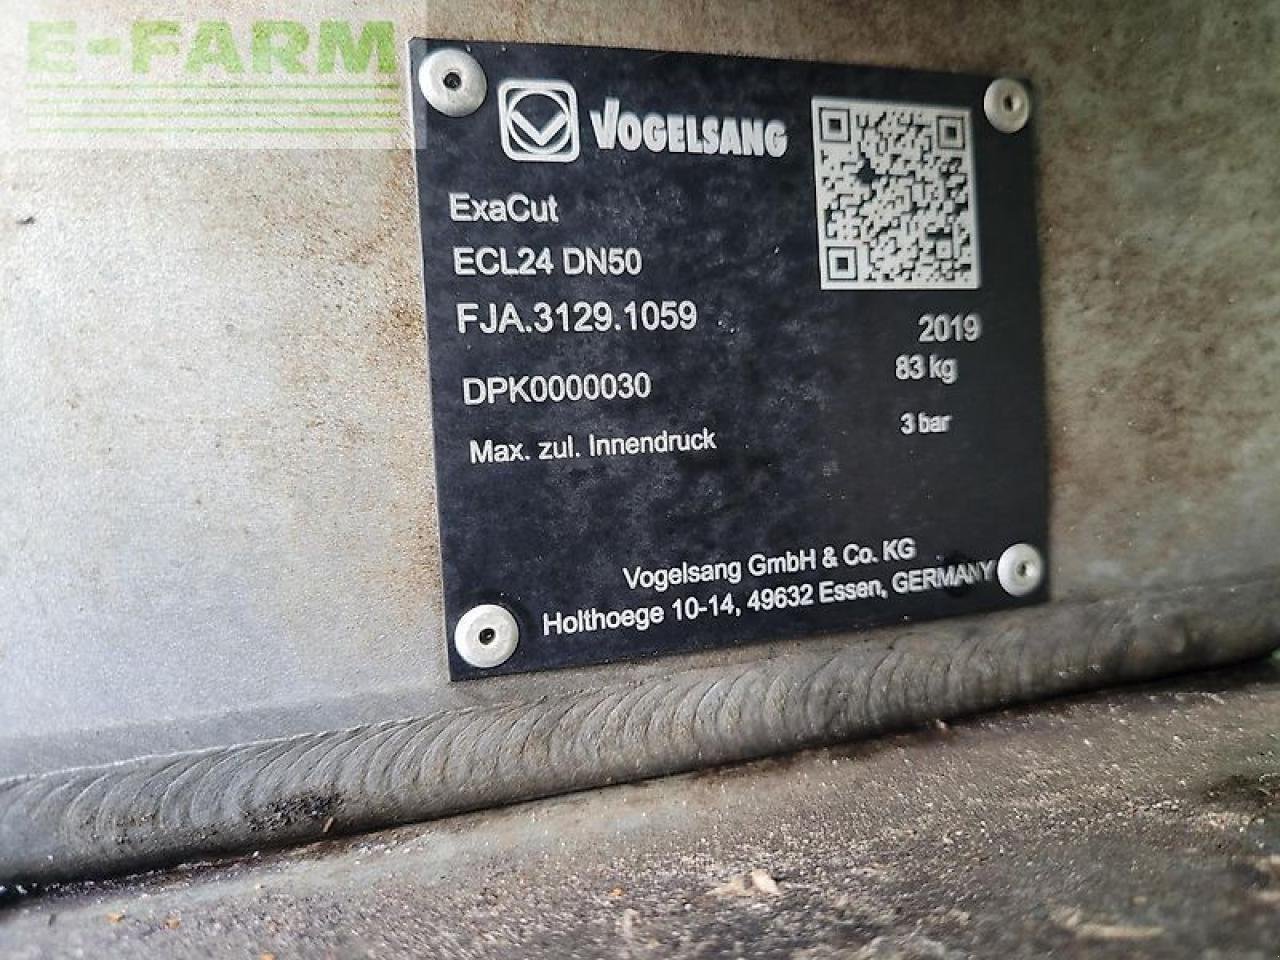 E-FARM
VOGELSANG
ExaCut
ECL24 DN50
FJA.3129.1059
2019
83 kg
DPK0000030
Max. zul. Innendruck
3 bar
Vogelsang GmbH & Co. KG
Holthoege 10-14, 49632 Essen, GERMANY